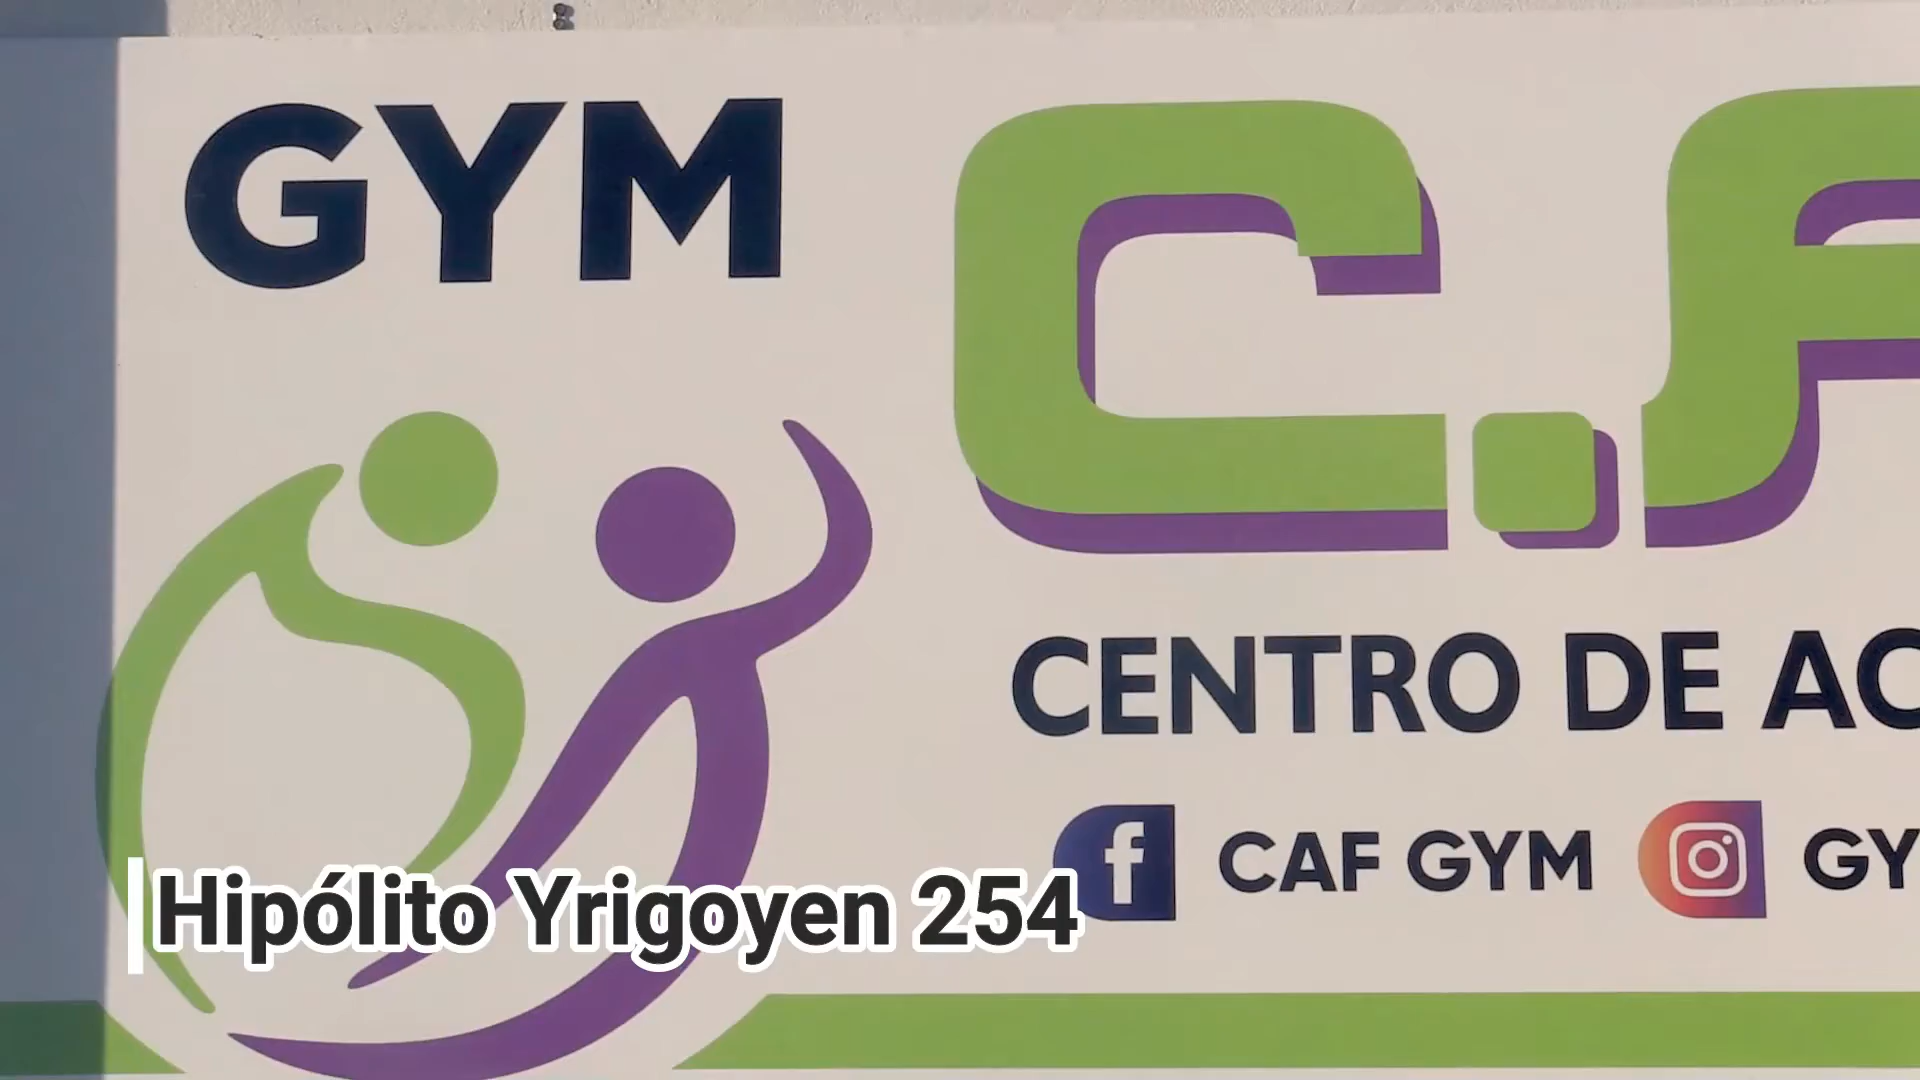 GYM
C.
CENTRO DE
CAF GYM
Hipólito Yrigoyen 254